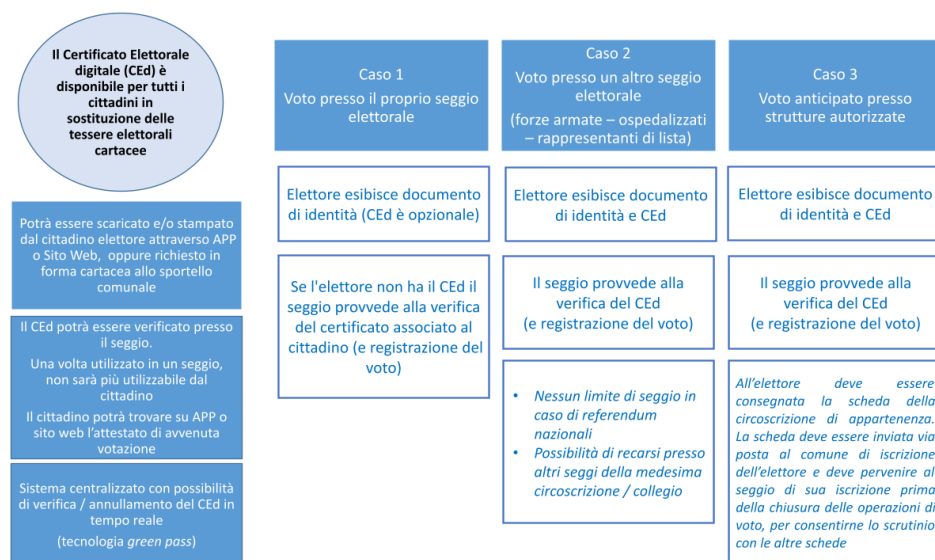 Il Certificato Elettorale
digitale (CEd) è
disponibile per tutti i
cittadini in
sostituzione delle
tessere elettorali
cartacee
Potrà essere scaricato e/o stampato
dal cittadino elettore attraverso APP
o Sito Web, oppure richiesto in
forma cartacea allo sportello
comunale
Il CEd potrà essere verificato presso
il seggio.
Una volta utilizzato in un seggio,
non sarà più utilizzabile dal
cittadino
Il cittadino potrà trovare su APP o
sito web l'attestato di avvenuta
votazione
Sistema centralizzato con possibilità
di verifica / annullamento del CEd in
tempo reale
(tecnologia green pass)
Caso 1
Voto presso il proprio seggio
elettorale
Elettore esibisce documento
di identità (CEd è opzionale)
Se l'elettore non ha il CEd il
seggio provvede alla verifica
del certificato associato al
cittadino (e registrazione del
voto)
Caso 2
Voto presso un altro seggio
elettorale
(forze armate – ospedalizzati
– rappresentanti di lista)
Elettore esibisce documento
di identità e CEd
Il seggio provvede alla
verifica del CEd
(e registrazione del voto)
• Nessun limite di seggio in
caso di referendum
nazionali
• Possibilità di recarsi presso
altri seggi della medesima
circoscrizione / collegio
Caso 3
Voto anticipato presso
strutture autorizzate
Elettore esibisce documento
di identità e CEd
Il seggio provvede alla
verifica del CEd
(e registrazione del voto)
All'elettore deve essere
consegnata la scheda della
circoscrizione di appartenenza.
La scheda deve essere inviata via
posta al comune di iscrizione
dell'elettore e deve pervenire al
seggio di sua iscrizione prima
della chiusura delle operazioni di
voto, per consentirne lo scrutinio
con le altre schede